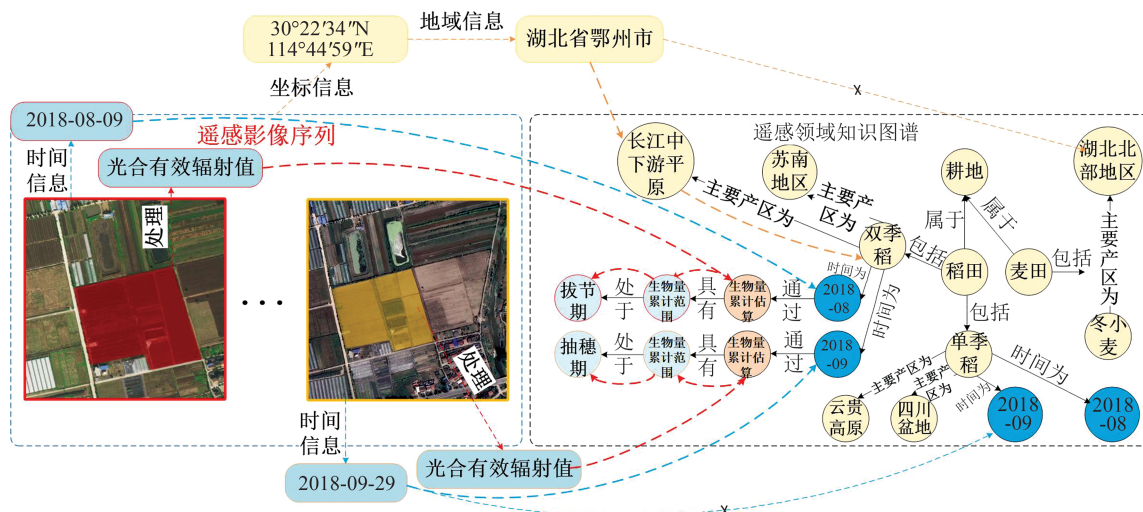 30°22′34″N
114°44′59″E
地域信息
湖北省鄂州市
坐标信息
x
2018-08-09
遥感影像序列
时间
信息
光合有效辐射值
处理
...
处理
时间
信息
2018-09-29
光合有效辐射值
x
遥感领域知识图谱
长江中
下游平
原
苏南
地区
耕地
湖北北
部地区
主要产区为
主要产
区为
属于
属于
主要产区为
双季
稻
包括
稻田
麦田
包括
时间为
时间为
包括
冬小
麦
拔节
期
处
于
生物量
累计范
围
具
有
生物量
累计估
算
通
过
2018
-08
抽穗
期
处
于
生物量
累计范
围
具
有
生物量
累计估
算
通
过
2018
-09
单季
稻
主要产区为
主要产
区为
时间为
时间为
云贵
高原
四川
盆地
2018
-09
2018
-08